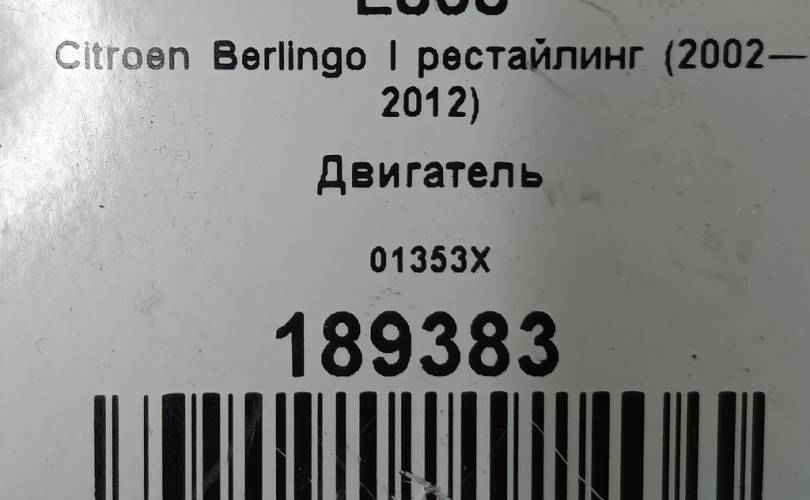 Citroen Berlingo I рестайлинг (2002—
2012)
Двигатель
01353X
189383